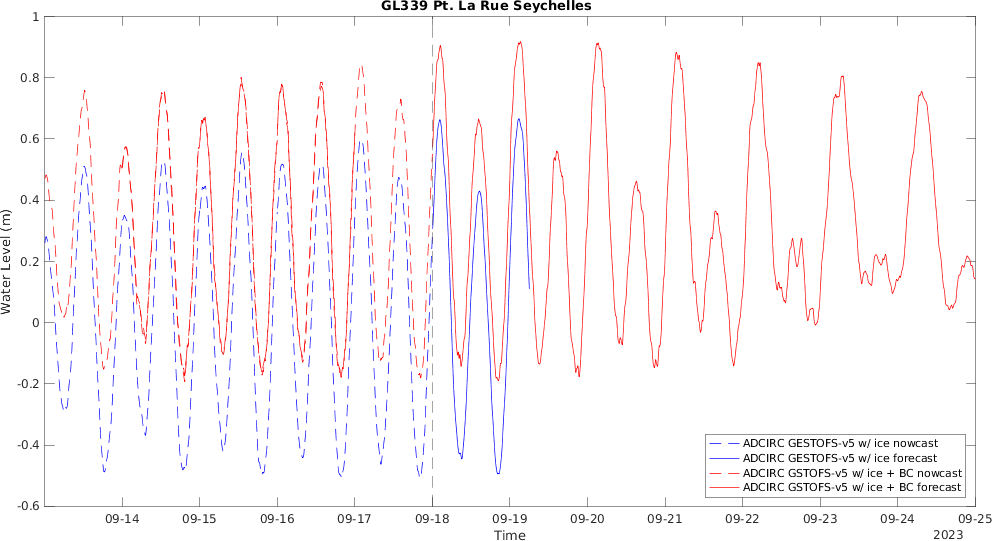 GL339 Pt. La Rue Seychelles
1
0.8
0.6
0.4
0.2
0
-0.2
-0.4
-0.6
Water Level (m)
ADCIRC GESTOFS-v5 w/ ice nowcast
ADCIRC GESTOFS-v5 w/ ice forecast
ADCIRC GSTOFS-v5 w/ ice + BC nowcast
ADCIRC GSTOFS-v5 w/ ice + BC forecast
09-14 09-15 09-16 09-17 09-18 09-19 09-20 09-21 09-22 09-23 09-24 09-25
Time 2023